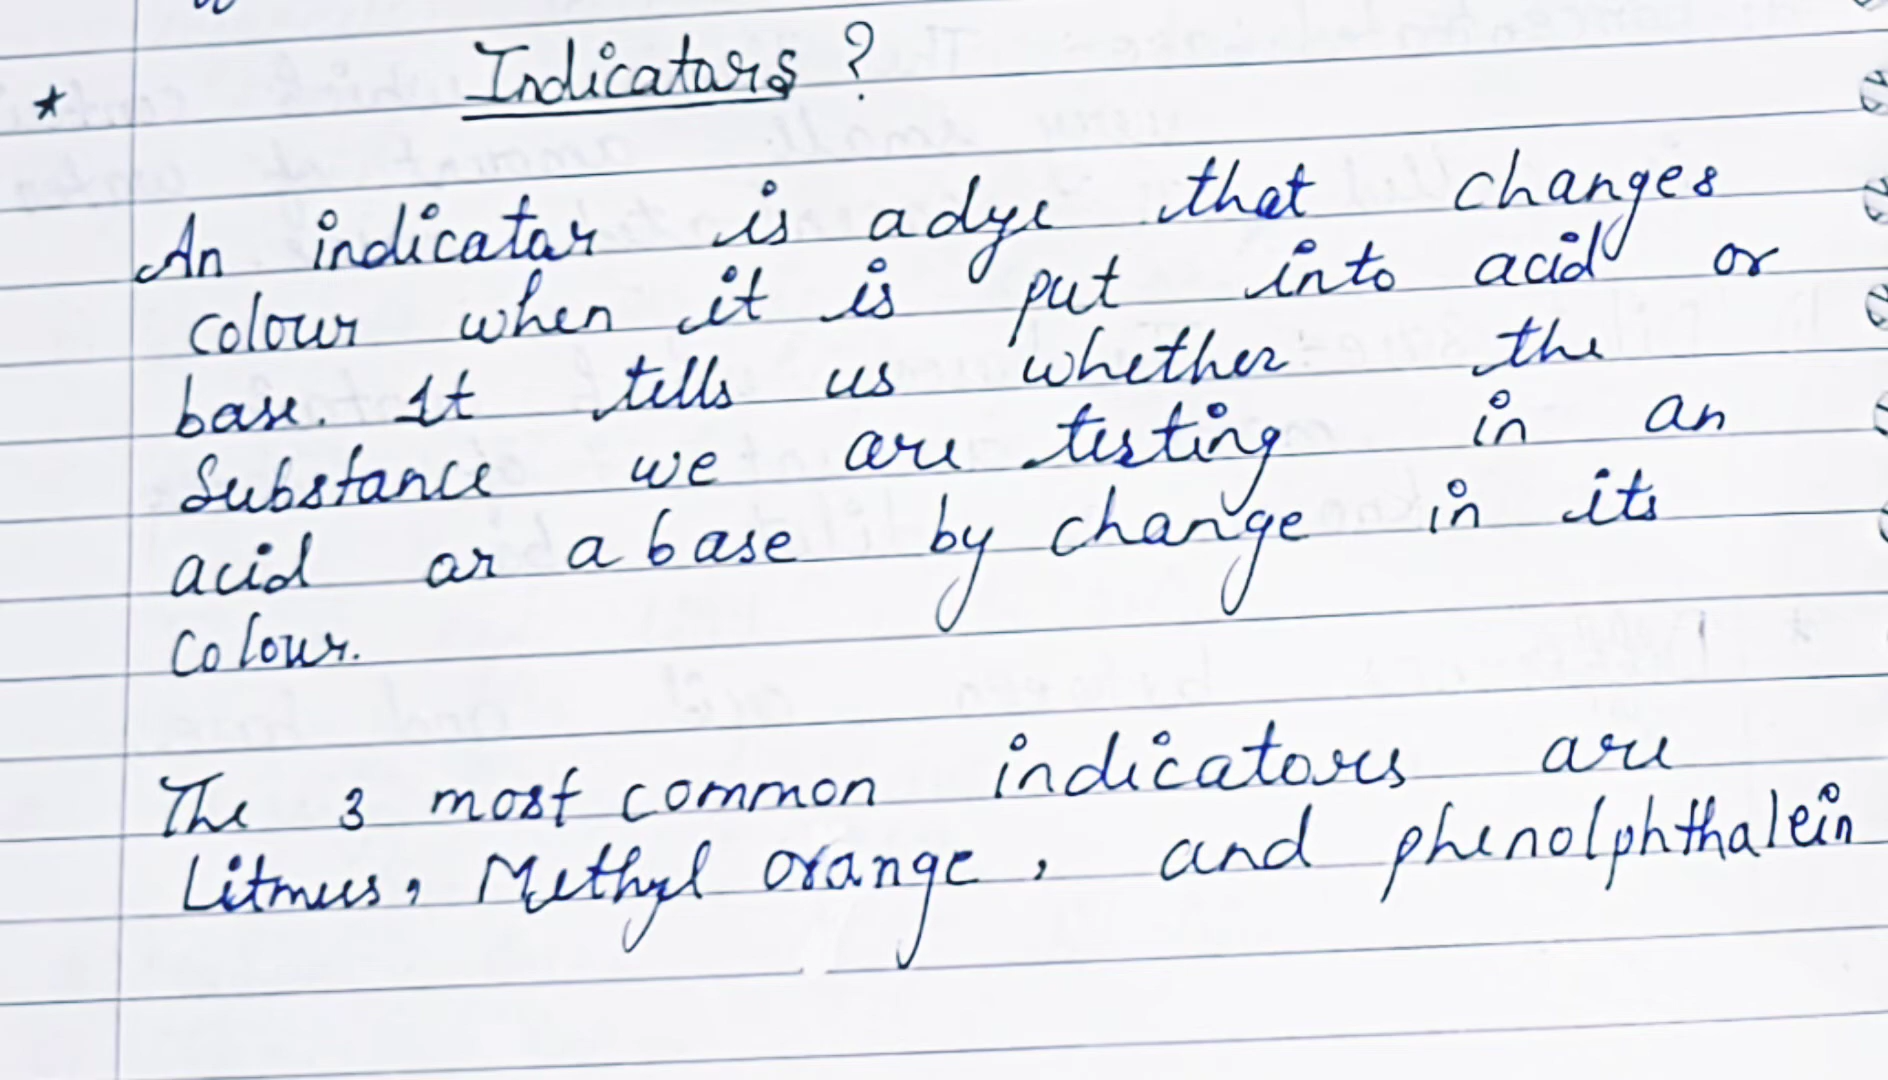 * Indicators ?
An indicator is a dye that changes
colour when it is put into acid or
base. It tells us whether the
Substance we are testing in an
acid or a base by change in its
colour.
The 3 most common indicators are
Litmus, Methyl orange, and phenolphthalein